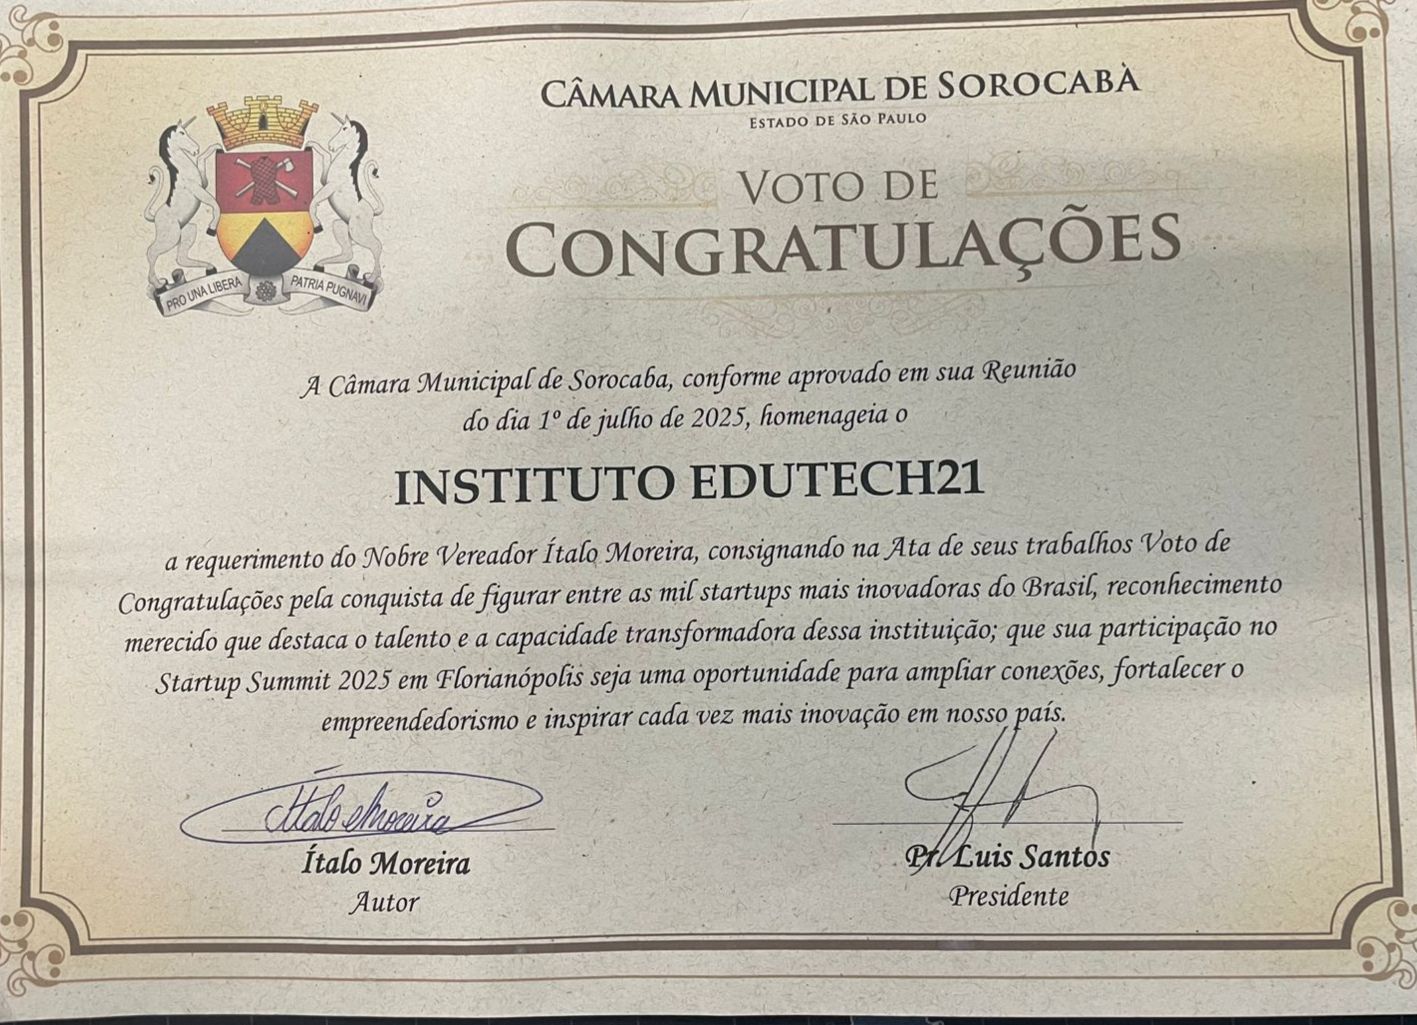 CÂMARA MUNICIPAL DE SOROCABA
ESTADO DE SÃO PAULO
VOTO DE
CONGRATULAÇÕES
PRO UNA LIBERA PATRIA PUGNAVI
A Câmara Municipal de Sorocaba, conforme aprovado em sua Reunião
do dia 1º de julho de 2025, homenageia o
INSTITUTO EDUTECH21
a requerimento do Nobre Vereador Ítalo Moreira, consignando na Ata de seus trabalhos Voto de
Congratulações pela conquista de figurar entre as mil startups mais inovadoras do Brasil, reconhecimento
merecido que destaca o talento e a capacidade transformadora dessa instituição; que sua participação no
Startup Summit 2025 em Florianópolis seja uma oportunidade para ampliar conexões, fortalecer o
empreendedorismo e inspirar cada vez mais inovação em nosso país.
Ítalo Moreira
Ítalo Moreira
Autor
Pr. Luis Santos
Presidente